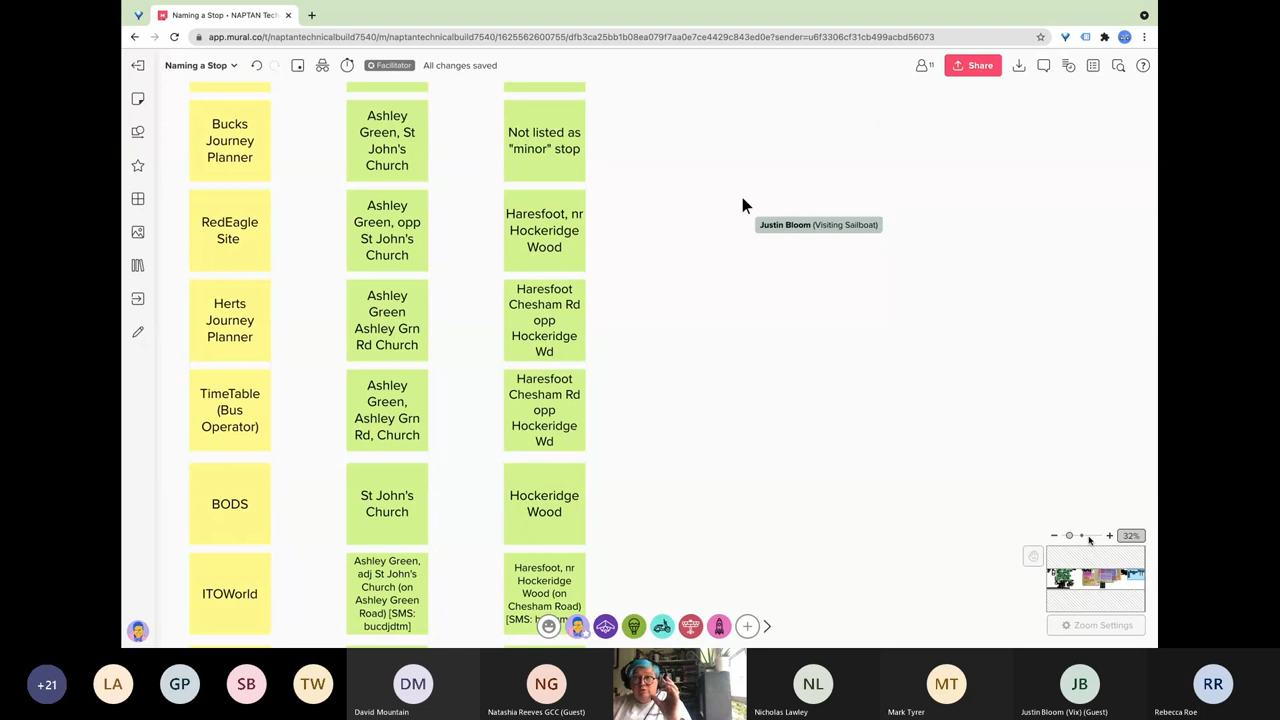 Naming a Stop • NAPTAN Tech
app.mural.co/t/naptantechnicalbuild7540/m/naptantechnicalbuild7540/1625562600755/dfb3ca25bb1b08ea079f7aa0e7ce4429c843ed0e?sender=u6f3306cf31cb499acbd56073
Naming a Stop
Facilitator
All changes saved
11
Share
Bucks
Journey
Planner
Ashley
Green, St
John's
Church
Not listed as
"minor" stop
RedEagle
Site
Ashley
Green, opp
St John's
Church
Haresfoot, nr
Hockeridge
Wood
Justin Bloom (Visiting Sailboat)
Herts
Journey
Planner
Ashley
Green
Ashley Grn
Rd Church
Haresfoot
Chesham Rd
opp
Hockeridge
Wd
TimeTable
(Bus
Operator)
Ashley
Green,
Ashley Grn
Rd, Church
Haresfoot
Chesham Rd
opp
Hockeridge
Wd
BODS
St John's
Church
Hockeridge
Wood
ITOWorld
Ashley Green,
adj St John's
Church (on
Ashley Green
Road) [SMS:
bucdjdtm]
Haresfoot, nr
Hockeridge
Wood (on
Chesham Road)
[SMS:
32%
Zoom Settings
+21
LA
GP
SB
TW
DM
David Mountain
NG
Natashia Reeves GCC (Guest)
NL
Nicholas Lawley
MT
Mark Tyrer
JB
Justin Bloom (Vix) (Guest)
RR
Rebecca Roe